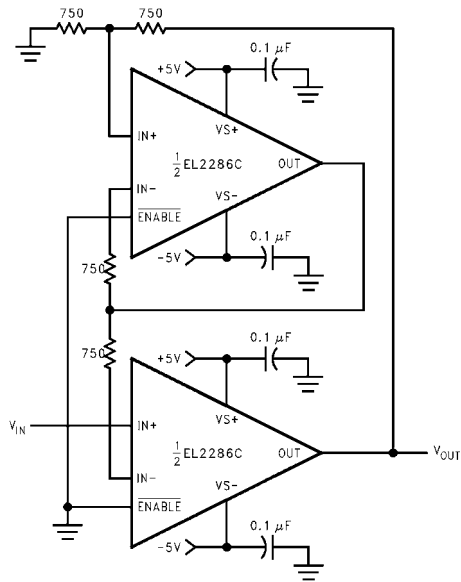 750
750
0.1 µF
+5V
IN+
VS+
½ EL2286C
OUT
IN-
VS-
ENABLE
0.1 µF
-5V
750
750
0.1 µF
+5V
VIN
IN+
VS+
½ EL2286C
OUT
VOUT
IN-
VS-
ENABLE
0.1 µF
-5V